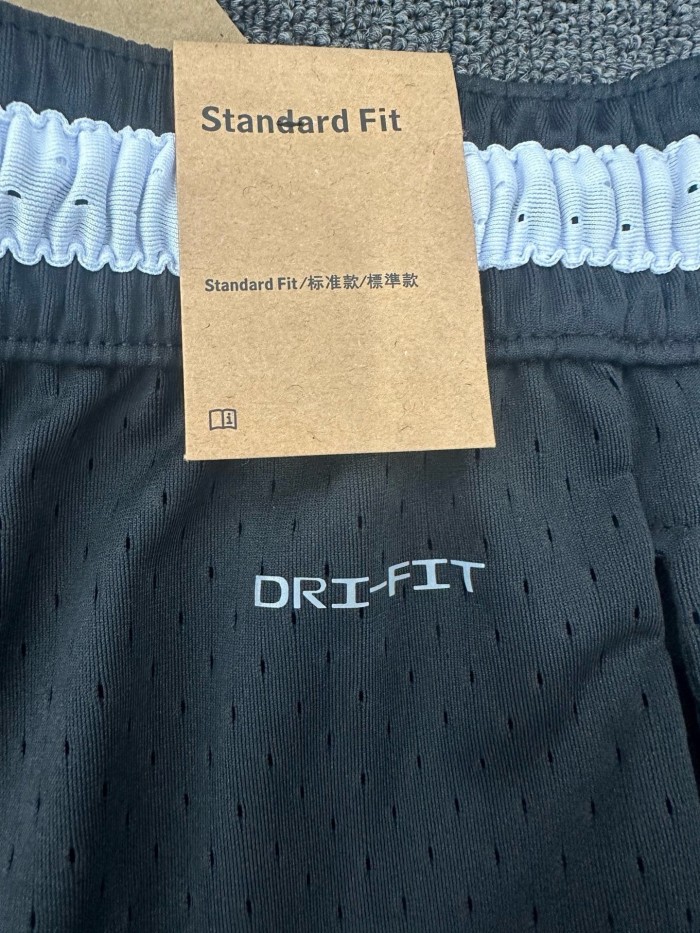 Standard Fit
Standard Fit/标准款/標準款
DRI-FIT